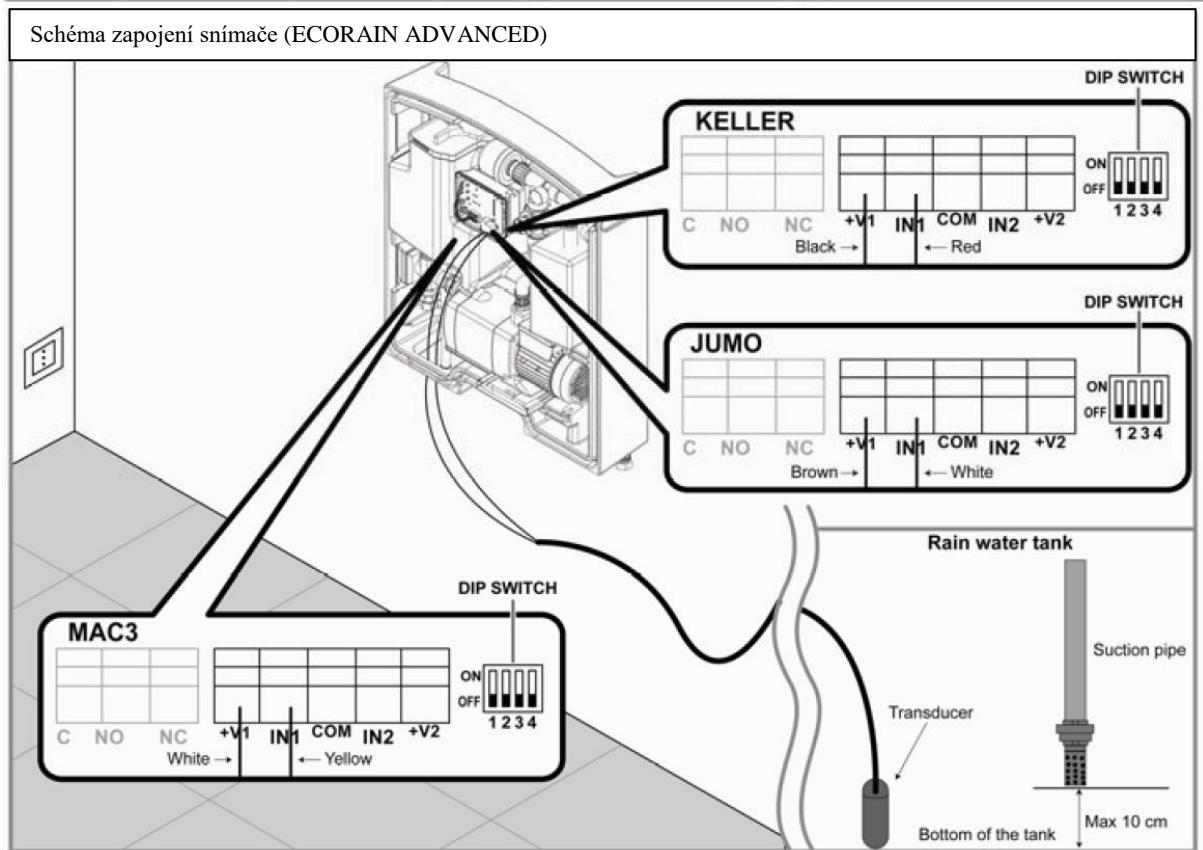 Schéma zapojení snímače (ECORAIN ADVANCED)
DIP SWITCH
KELLER
ON
OFF
1 2 3 4
C NO NC +V1 IN1 COM IN2 +V2
Black Red
DIP SWITCH
JUMO
ON
OFF
1 2 3 4
C NO NC +V1 IN1 COM IN2 +V2
Brown White
DIP SWITCH
MAC3
ON
OFF
1 2 3 4
C NO NC +V1 IN1 COM IN2 +V2
White Yellow
Rain water tank
Suction pipe
Transducer
Max 10 cm
Bottom of the tank